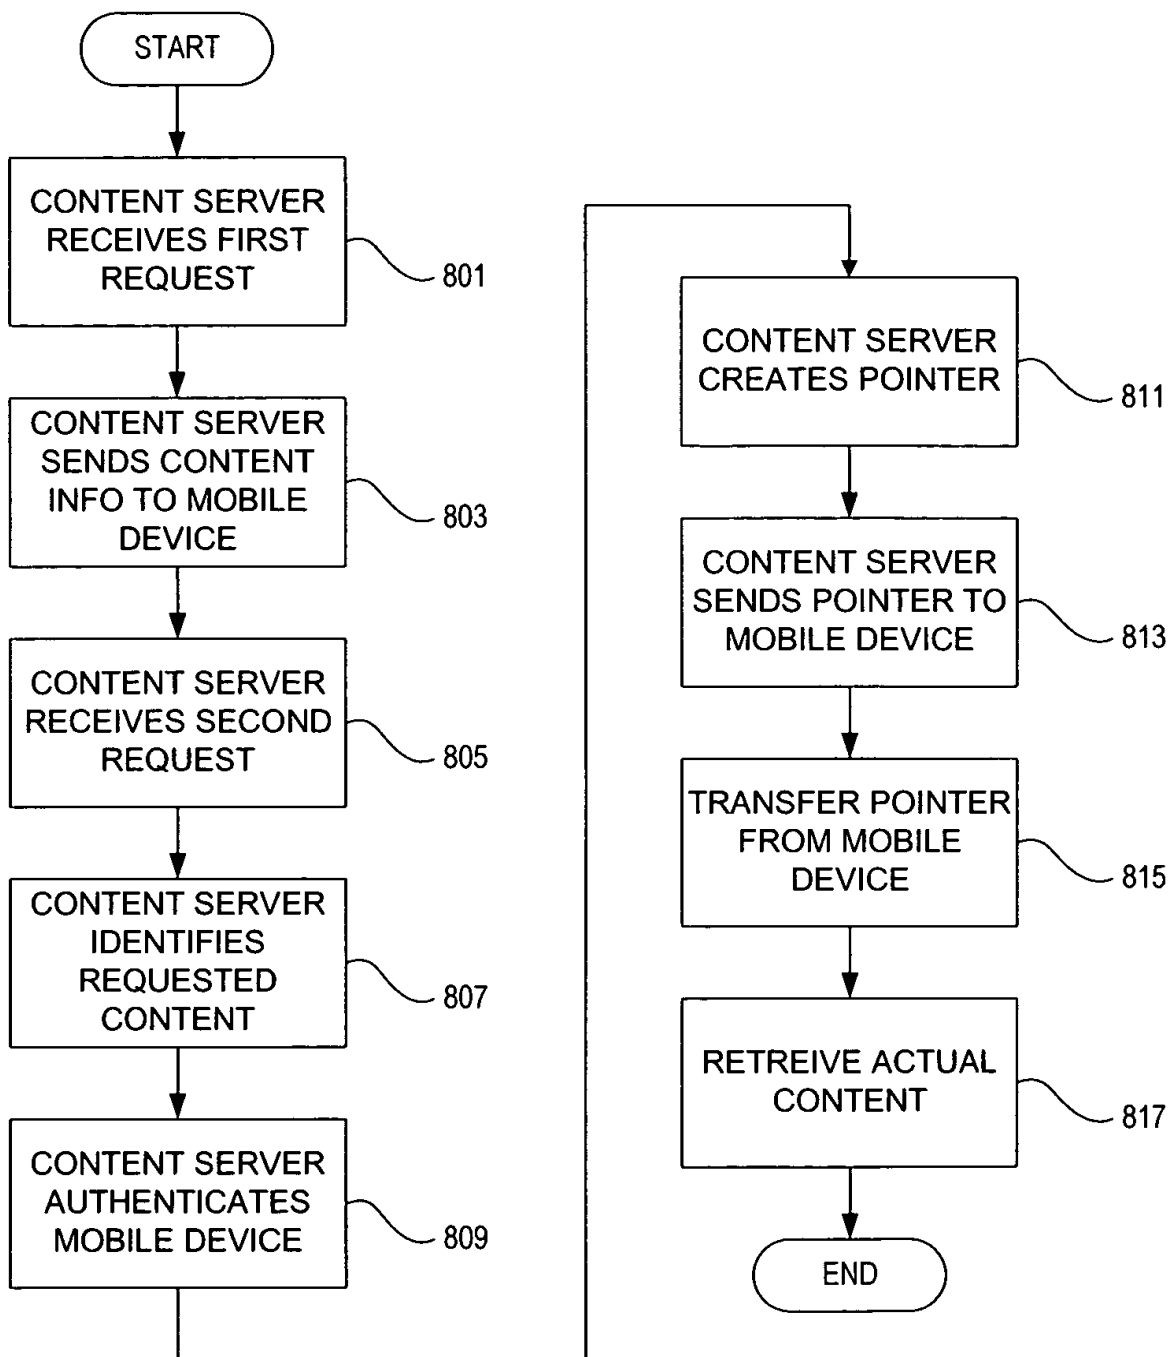 START
CONTENT SERVER
RECEIVES FIRST
REQUEST
801
CONTENT SERVER
SENDS CONTENT
INFO TO MOBILE
DEVICE
803
CONTENT SERVER
RECEIVES SECOND
REQUEST
805
CONTENT SERVER
IDENTIFIES
REQUESTED
CONTENT
807
CONTENT SERVER
AUTHENTICATES
MOBILE DEVICE
809
CONTENT SERVER
CREATES POINTER
811
CONTENT SERVER
SENDS POINTER TO
MOBILE DEVICE
813
TRANSFER POINTER
FROM MOBILE
DEVICE
815
RETREIVE ACTUAL
CONTENT
817
END